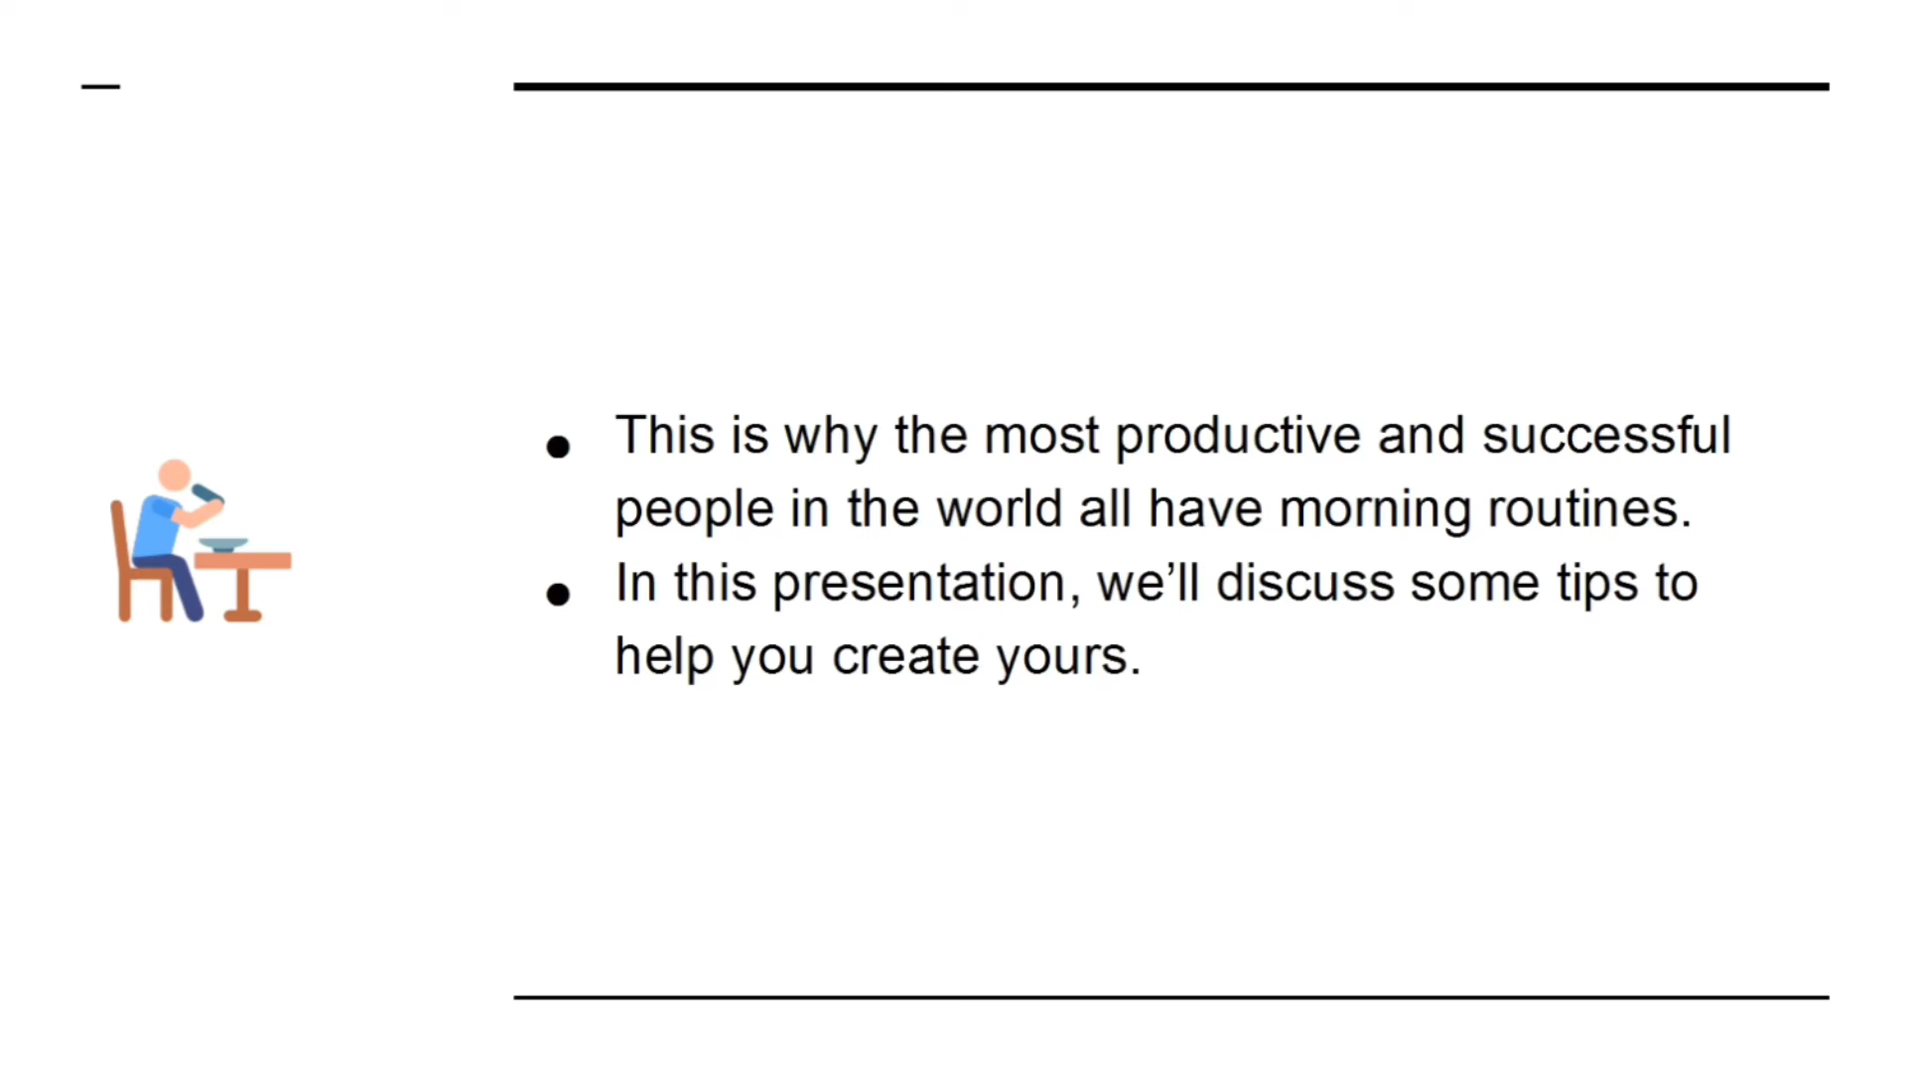 ● This is why the most productive and successful
people in the world all have morning routines.
● In this presentation, we’ll discuss some tips to
help you create yours.